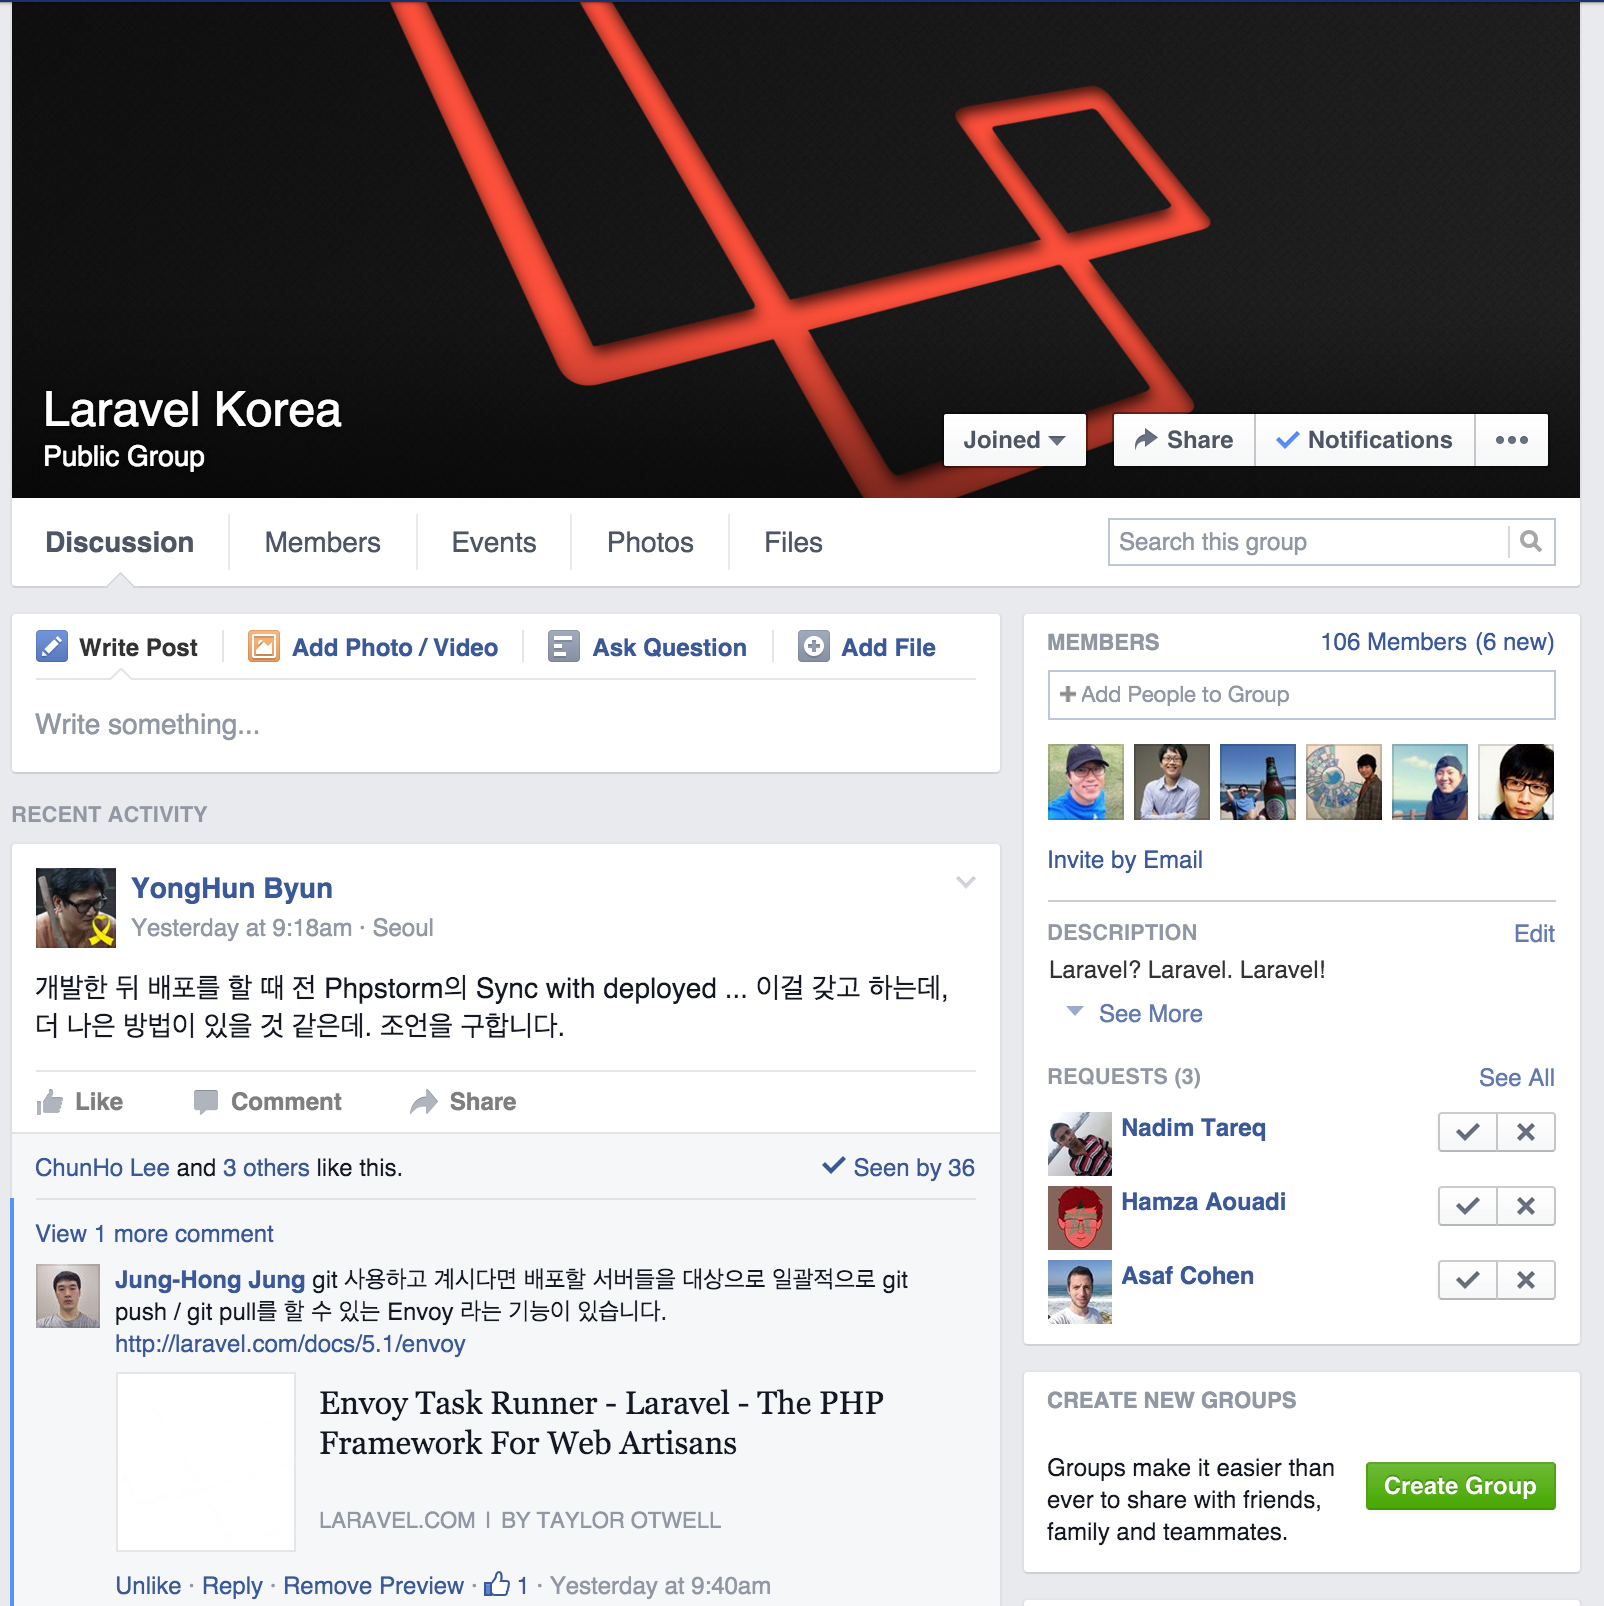 Laravel Korea
Public Group
Joined
Share
Notifications
Discussion
Members
Events
Photos
Files
Search this group
Write Post
Add Photo / Video
Ask Question
Add File
Write something...
RECENT ACTIVITY
YongHun Byun
Yesterday at 9:18am · Seoul
개발한 뒤 배포를 할 때 전 Phpstorm의 Sync with deployed ... 이걸 갖고 하는데,
더 나은 방법이 있을 것 같은데. 조언을 구합니다.
Like
Comment
Share
ChunHo Lee and 3 others like this.
Seen by 36
View 1 more comment
Jung-Hong Jung git 사용하고 계시다면 배포할 서버들을 대상으로 일괄적으로 git
push / git pull를 할 수 있는 Envoy 라는 기능이 있습니다.
http://laravel.com/docs/5.1/envoy
Envoy Task Runner - Laravel - The PHP
Framework For Web Artisans
LARAVEL.COM | BY TAYLOR OTWELL
Unlike · Reply · Remove Preview · 1 · Yesterday at 9:40am
MEMBERS
106 Members (6 new)
+ Add People to Group
Invite by Email
DESCRIPTION
Edit
Laravel? Laravel. Laravel!
See More
REQUESTS (3)
See All
Nadim Tareq
Hamza Aouadi
Asaf Cohen
CREATE NEW GROUPS
Groups make it easier than
ever to share with friends,
family and teammates.
Create Group